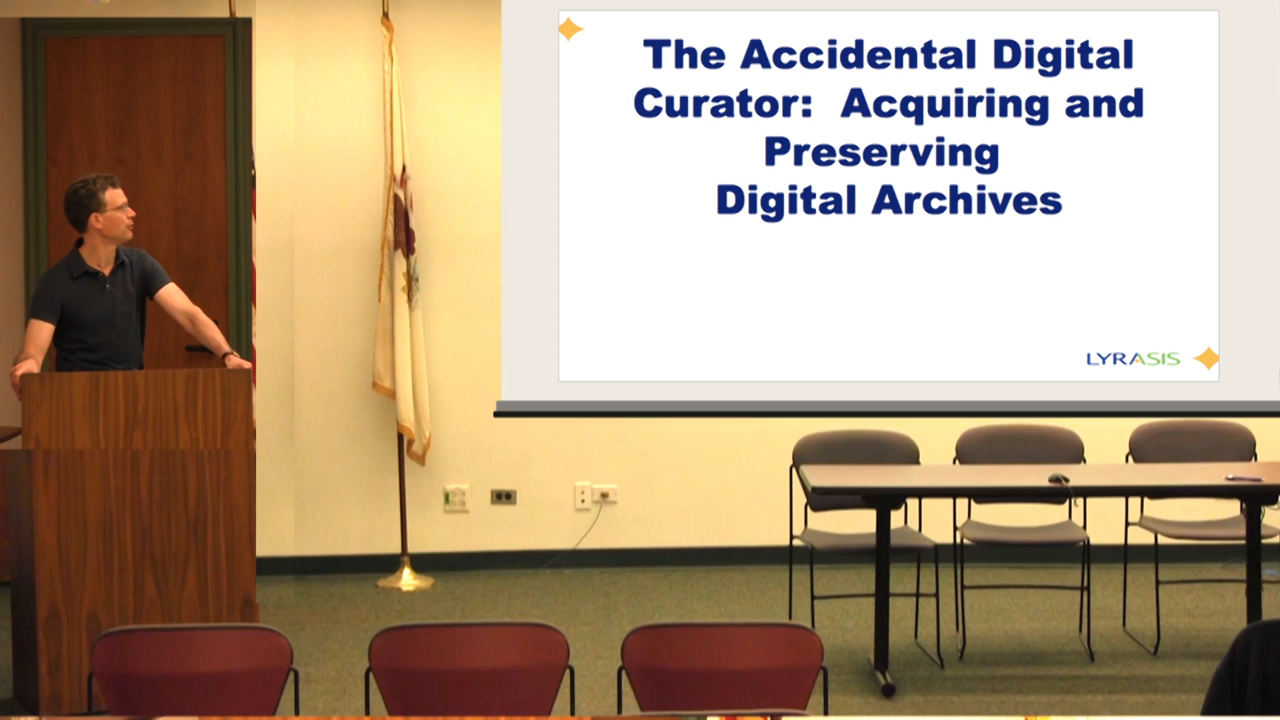 The Accidental Digital
Curator: Acquiring and
Preserving
Digital Archives
LYRASIS